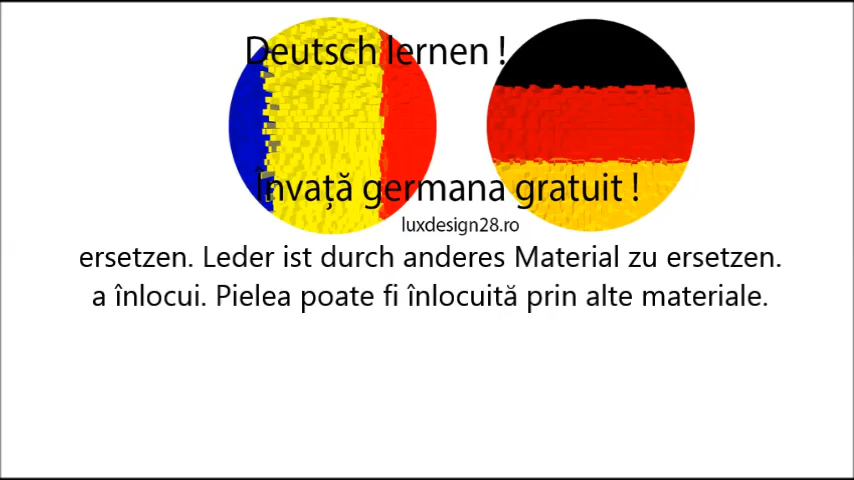 Deutsch lernen !
Învață germana gratuit !
luxdesign28.ro
ersetzen. Leder ist durch anderes Material zu ersetzen.
a înlocui. Pielea poate fi înlocuită prin alte materiale.